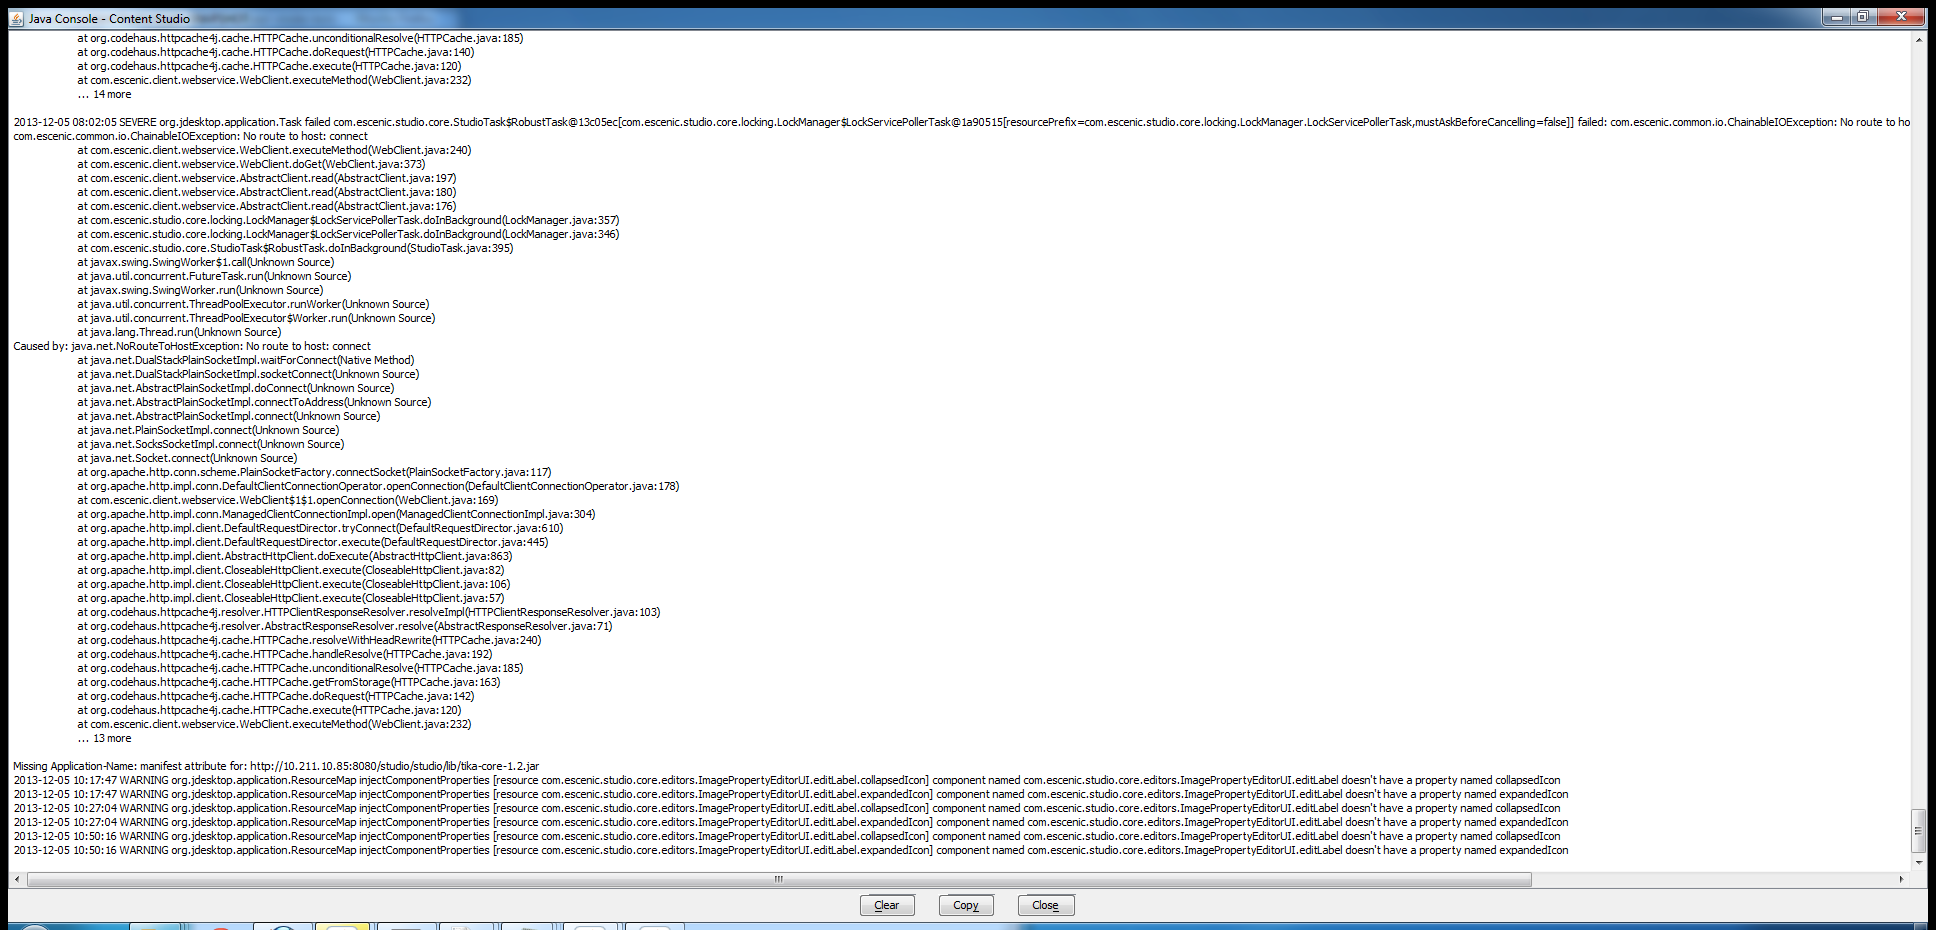 Java Console - Content Studio
at org.codehaus.httpcache4j.cache.HTTPCache.unconditionalResolve(HTTPCache.java:185)
at org.codehaus.httpcache4j.cache.HTTPCache.doRequest(HTTPCache.java:140)
at org.codehaus.httpcache4j.cache.HTTPCache.execute(HTTPCache.java:120)
at com.escenic.client.webservice.WebClient.executeMethod(WebClient.java:232)
... 14 more
2013-12-05 08:02:05 SEVERE org.jdesktop.application.Task failed com.escenic.studio.core.StudioTask$RobustTask@13c05ec[com.escenic.studio.core.locking.LockManager$LockServicePollerTask@1a90515[resourcePrefix=com.escenic.studio.core.locking.LockManager.LockServicePollerTask,mustAskBeforeCancelling=false]] failed: com.escenic.common.io.ChainableIOException: No route to ho
com.escenic.common.io.ChainableIOException: No route to host: connect
at com.escenic.client.webservice.WebClient.executeMethod(WebClient.java:240)
at com.escenic.client.webservice.WebClient.doGet(WebClient.java:373)
at com.escenic.client.webservice.AbstractClient.read(AbstractClient.java:197)
at com.escenic.client.webservice.AbstractClient.read(AbstractClient.java:180)
at com.escenic.client.webservice.AbstractClient.read(AbstractClient.java:176)
at com.escenic.studio.core.locking.LockManager$LockServicePollerTask.doInBackground(LockManager.java:357)
at com.escenic.studio.core.locking.LockManager$LockServicePollerTask.doInBackground(LockManager.java:346)
at com.escenic.studio.core.StudioTask$RobustTask.doInBackground(StudioTask.java:395)
at javax.swing.SwingWorker$1.call(Unknown Source)
at java.util.concurrent.FutureTask.run(Unknown Source)
at javax.swing.SwingWorker.run(Unknown Source)
at java.util.concurrent.ThreadPoolExecutor.runWorker(Unknown Source)
at java.util.concurrent.ThreadPoolExecutor$Worker.run(Unknown Source)
at java.lang.Thread.run(Unknown Source)
Caused by: java.net.NoRouteToHostException: No route to host: connect
at java.net.DualStackPlainSocketImpl.waitForConnect(Native Method)
at java.net.DualStackPlainSocketImpl.socketConnect(Unknown Source)
at java.net.AbstractPlainSocketImpl.doConnect(Unknown Source)
at java.net.AbstractPlainSocketImpl.connectToAddress(Unknown Source)
at java.net.AbstractPlainSocketImpl.connect(Unknown Source)
at java.net.PlainSocketImpl.connect(Unknown Source)
at java.net.SocksSocketImpl.connect(Unknown Source)
at java.net.Socket.connect(Unknown Source)
at org.apache.http.conn.scheme.PlainSocketFactory.connectSocket(PlainSocketFactory.java:117)
at org.apache.http.impl.conn.DefaultClientConnectionOperator.openConnection(DefaultClientConnectionOperator.java:178)
at com.escenic.client.webservice.WebClient$1$1.openConnection(WebClient.java:169)
at org.apache.http.impl.conn.ManagedClientConnectionImpl.open(ManagedClientConnectionImpl.java:304)
at org.apache.http.impl.client.DefaultRequestDirector.tryConnect(DefaultRequestDirector.java:610)
at org.apache.http.impl.client.DefaultRequestDirector.execute(DefaultRequestDirector.java:445)
at org.apache.http.impl.client.AbstractHttpClient.doExecute(AbstractHttpClient.java:863)
at org.apache.http.impl.client.CloseableHttpClient.execute(CloseableHttpClient.java:82)
at org.apache.http.impl.client.CloseableHttpClient.execute(CloseableHttpClient.java:106)
at org.apache.http.impl.client.CloseableHttpClient.execute(CloseableHttpClient.java:57)
at org.codehaus.httpcache4j.resolver.HTTPClientResponseResolver.resolveImpl(HTTPClientResponseResolver.java:103)
at org.codehaus.httpcache4j.resolver.AbstractResponseResolver.resolve(AbstractResponseResolver.java:71)
at org.codehaus.httpcache4j.cache.HTTPCache.resolveWithHeadRewrite(HTTPCache.java:240)
at org.codehaus.httpcache4j.cache.HTTPCache.handleResolve(HTTPCache.java:192)
at org.codehaus.httpcache4j.cache.HTTPCache.unconditionalResolve(HTTPCache.java:185)
at org.codehaus.httpcache4j.cache.HTTPCache.getFromStorage(HTTPCache.java:163)
at org.codehaus.httpcache4j.cache.HTTPCache.doRequest(HTTPCache.java:142)
at org.codehaus.httpcache4j.cache.HTTPCache.execute(HTTPCache.java:120)
at com.escenic.client.webservice.WebClient.executeMethod(WebClient.java:232)
... 13 more
Missing Application-Name: manifest attribute for: http://10.211.10.85:8080/studio/studio/lib/tika-core-1.2.jar
2013-12-05 10:17:47 WARNING org.jdesktop.application.ResourceMap injectComponentProperties [resource com.escenic.studio.core.editors.ImagePropertyEditorUI.editLabel.collapsedIcon] component named com.escenic.studio.core.editors.ImagePropertyEditorUI.editLabel doesn't have a property named collapsedIcon
2013-12-05 10:17:47 WARNING org.jdesktop.application.ResourceMap injectComponentProperties [resource com.escenic.studio.core.editors.ImagePropertyEditorUI.editLabel.expandedIcon] component named com.escenic.studio.core.editors.ImagePropertyEditorUI.editLabel doesn't have a property named expandedIcon
2013-12-05 10:27:04 WARNING org.jdesktop.application.ResourceMap injectComponentProperties [resource com.escenic.studio.core.editors.ImagePropertyEditorUI.editLabel.collapsedIcon] component named com.escenic.studio.core.editors.ImagePropertyEditorUI.editLabel doesn't have a property named collapsedIcon
2013-12-05 10:27:04 WARNING org.jdesktop.application.ResourceMap injectComponentProperties [resource com.escenic.studio.core.editors.ImagePropertyEditorUI.editLabel.expandedIcon] component named com.escenic.studio.core.editors.ImagePropertyEditorUI.editLabel doesn't have a property named expandedIcon
2013-12-05 10:50:16 WARNING org.jdesktop.application.ResourceMap injectComponentProperties [resource com.escenic.studio.core.editors.ImagePropertyEditorUI.editLabel.collapsedIcon] component named com.escenic.studio.core.editors.ImagePropertyEditorUI.editLabel doesn't have a property named collapsedIcon
2013-12-05 10:50:16 WARNING org.jdesktop.application.ResourceMap injectComponentProperties [resource com.escenic.studio.core.editors.ImagePropertyEditorUI.editLabel.expandedIcon] component named com.escenic.studio.core.editors.ImagePropertyEditorUI.editLabel doesn't have a property named expandedIcon
Clear Copy Close